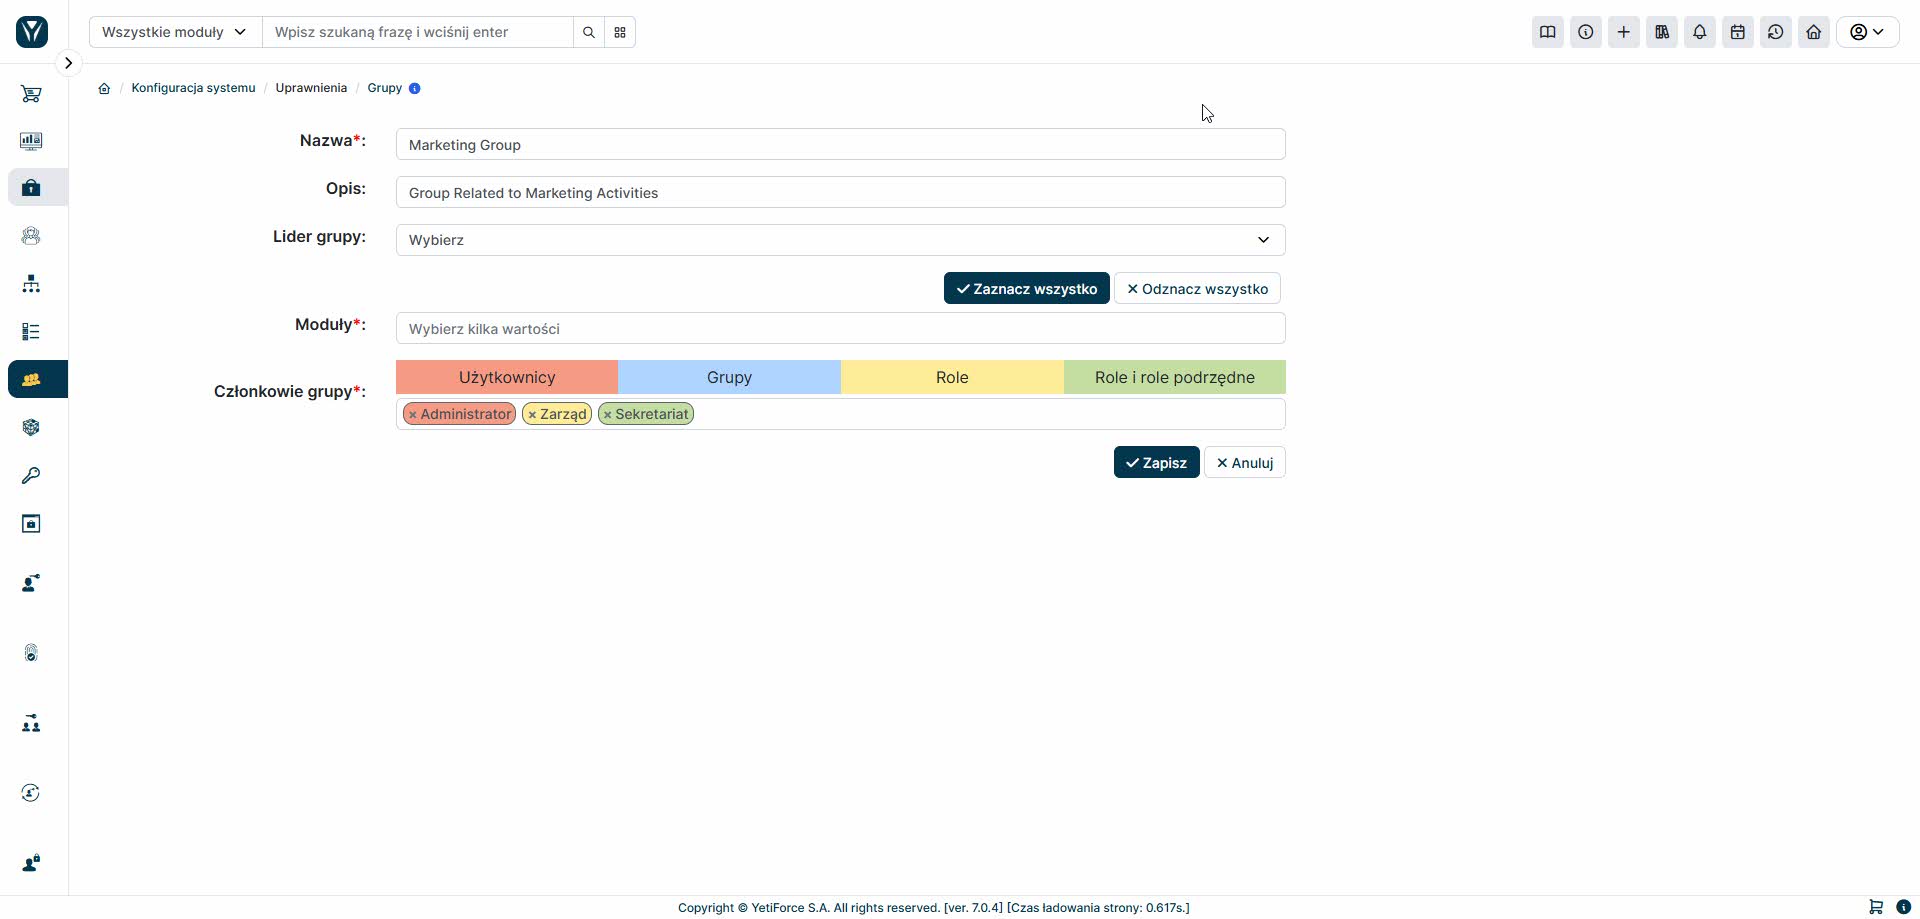 Wszystkie moduły
Wpisz szukaną frazę i wciśnij enter
/ Konfiguracja systemu / Uprawnienia / Grupy
Nazwa*:
Marketing Group
Opis:
Group Related to Marketing Activities
Lider grupy:
Wybierz
Zaznacz wszystko
Odznacz wszystko
Moduły*:
Wybierz kilka wartości
Członkowie grupy*:
Użytkownicy
Grupy
Role
Role i role podrzędne
× Administrator
× Zarząd
× Sekretariat
Zapisz
Anuluj
Copyright © YetiForce S.A. All rights reserved. [ver. 7.0.4] [Czas ładowania strony: 0.617s.]